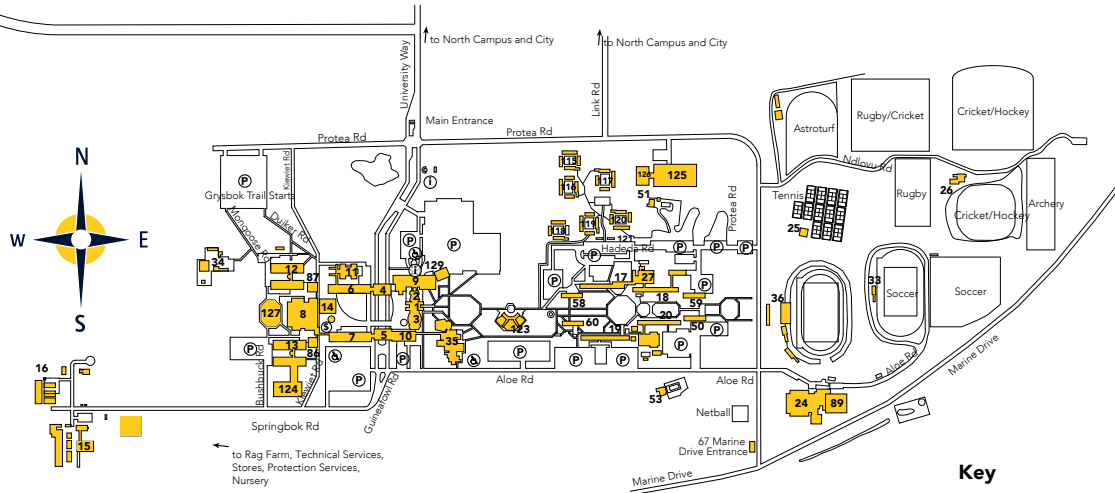 to North Campus and City
to North Campus and City
University Way
Link Rd
Main Entrance
Protea Rd
Protea Rd
Astroturf
Rugby/Cricket
Cricket/Hockey
Ndlovu Rd
P
Kiewiet Rd
Grysbok Trail Starts
Mongoose Rd
Duiker Rd
i
115
116
117
118
119
120
121
126
125
51
Protea Rd
Tennis
25
Rugby
26
Cricket/Hockey
Archery
N
W
E
S
P
P
i
129
Hadeda Rd
P
P
P
P
P
P
P
34
12
87
11
6
4
9
2
1
3
127
8
14
S
7
5
10
35
123
17
27
58
18
59
60
19
20
50
P
36
33
Soccer
Soccer
P
13
86
124
P
P
P
P
P
P
Bushbuck Rd
Kiewiet Rd
Guineafowl Rd
Aloe Rd
Aloe Rd
Aloe Rd
Marine Drive
16
15
53
Netball
24
89
Springbok Rd
to Rag Farm, Technical Services,
Stores, Protection Services,
Nursery
67 Marine
Drive Entrance
Marine Drive
Key